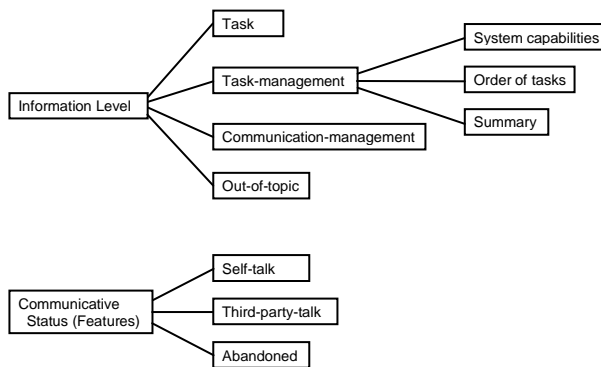 Task
System capabilities
Task-management
Order of tasks
Information Level
Summary
Communication-management
Out-of-topic
Self-talk
Communicative
Status (Features)
Third-party-talk
Abandoned